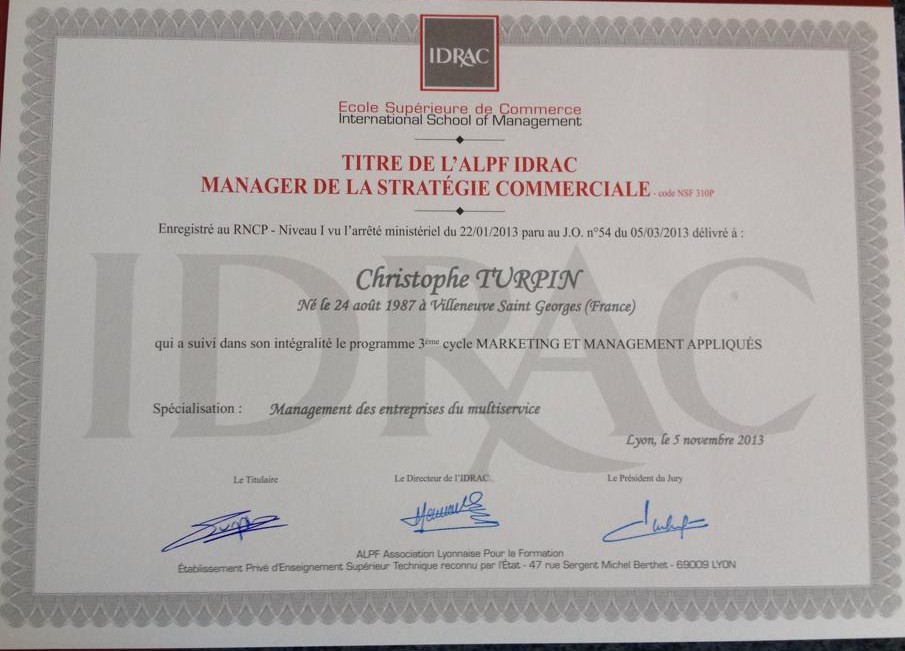 IDRAC
Ecole Supérieure de Commerce
International School of Management
TITRE DE L'ALPF IDRAC
MANAGER DE LA STRATÉGIE COMMERCIALE - code NSF 310P
Enregistré au RNCP - Niveau I vu l'arrêté ministériel du 22/01/2013 paru au J.O. n°54 du 05/03/2013 délivré à :
Christophe TURPIN
Né le 24 août 1987 à Villeneuve Saint Georges (France)
IDRAC
qui a suivi dans son intégralité le programme 3ème cycle MARKETING ET MANAGEMENT APPLIQUÉS
Spécialisation : Management des entreprises du multiservice
Lyon, le 5 novembre 2013
Le Titulaire Le Directeur de l'IDRAC Le Président du Jury
ALPF Association Lyonnaise Pour la Formation
Établissement Privé d'Enseignement Supérieur Technique reconnu par l'État - 47 rue Sergent Michel Berthet - 69009 LYON